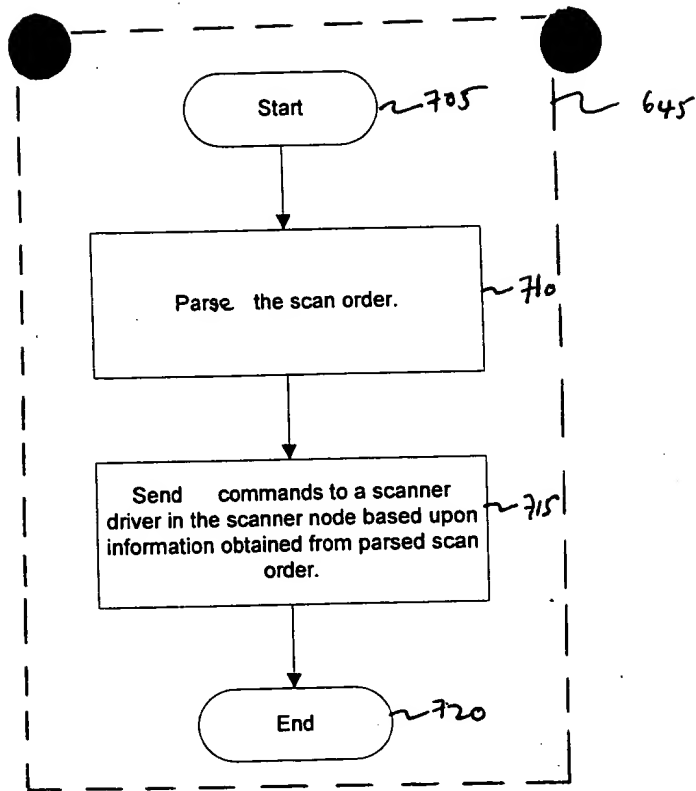 Start
705
645
Parse the scan order.
710
Send commands to a scanner
driver in the scanner node based upon
information obtained from parsed scan
order.
715
End
720